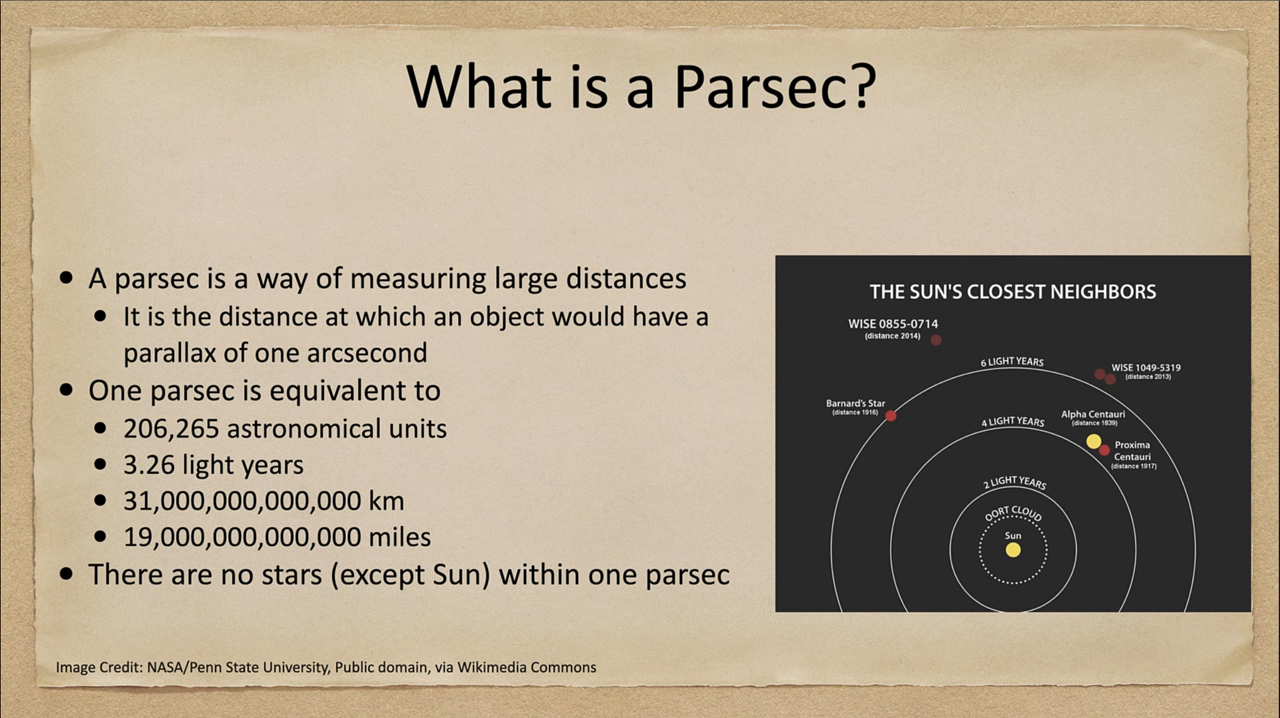 What is a Parsec?
• A parsec is a way of measuring large distances
• It is the distance at which an object would have a
parallax of one arcsecond
• One parsec is equivalent to
• 206,265 astronomical units
• 3.26 light years
• 31,000,000,000,000 km
• 19,000,000,000,000 miles
• There are no stars (except Sun) within one parsec
THE SUN'S CLOSEST NEIGHBORS
WISE 0855-0714
(distance 2014)
6 LIGHT YEARS
WISE 1049-5319
(distance 2013)
Barnard's Star
(distance 1916)
Alpha Centauri
(distance 1839)
4 LIGHT YEARS
Proxima
Centauri
(distance 1917)
2 LIGHT YEARS
OORT CLOUD
Sun
Image Credit: NASA/Penn State University, Public domain, via Wikimedia Commons